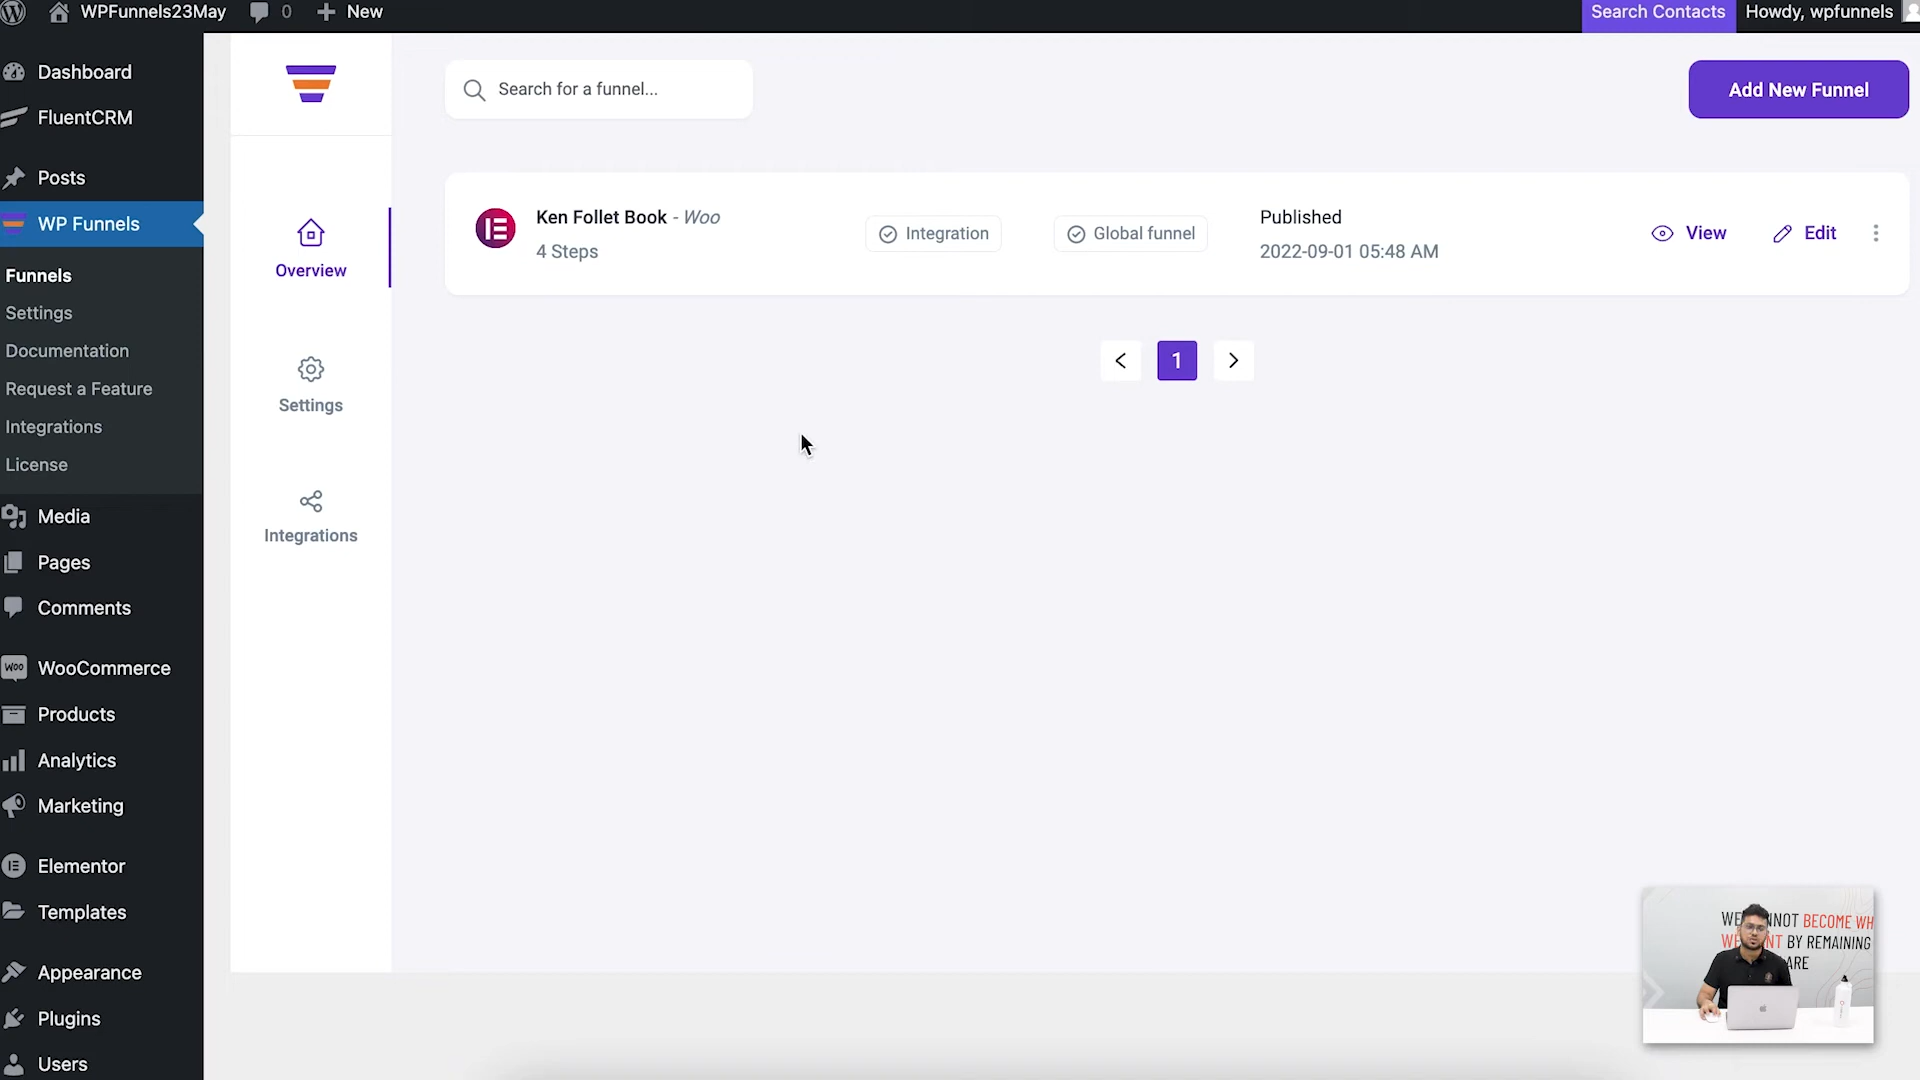 WPFunnels23May
0
New
Search Contacts
Howdy, wpfunnels
Dashboard
FluentCRM
Posts
WP Funnels
Funnels
Settings
Documentation
Request a Feature
Integrations
License
Media
Pages
Comments
WooCommerce
Products
Analytics
Marketing
Elementor
Templates
Appearance
Plugins
Users
Overview
Settings
Integrations
Search for a funnel...
Add New Funnel
Ken Follet Book - Woo
4 Steps
Integration
Global funnel
Published
2022-09-01 05:48 AM
View
Edit
1
BECOME WH
BY REMAINING